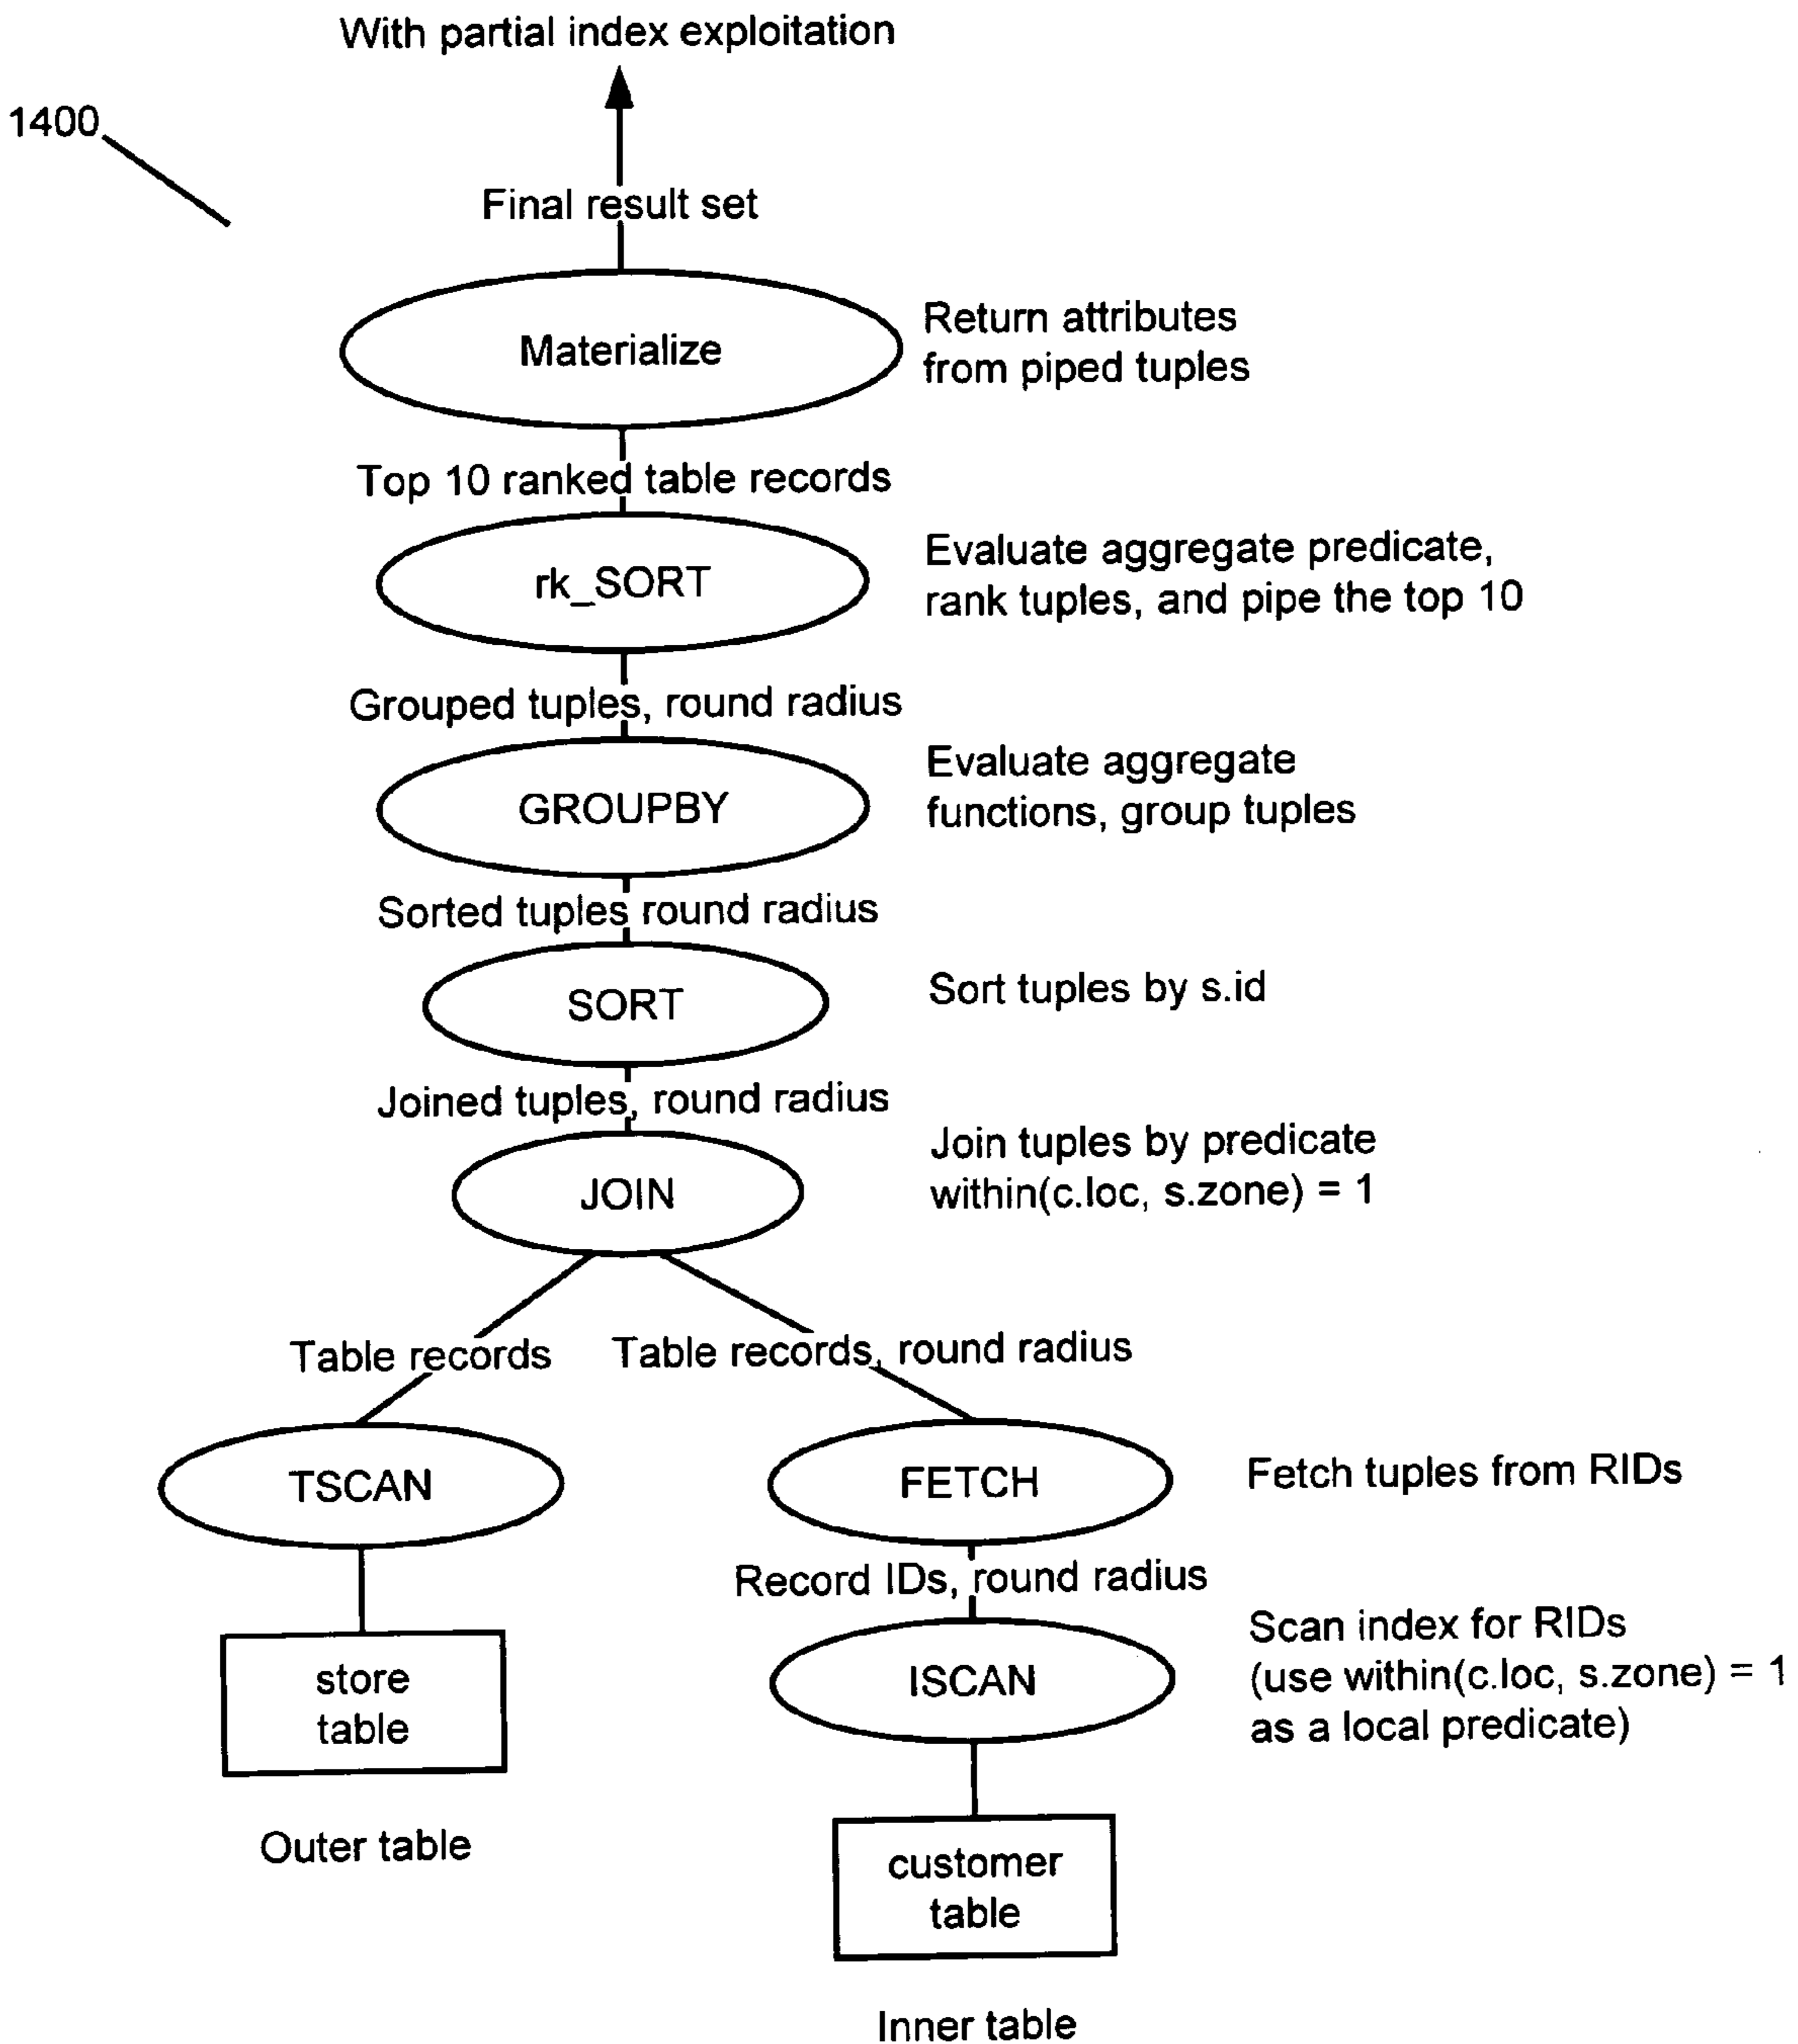 With partial index exploitation
1400
Final result set
Materialize
Return attributes
from piped tuples
Top 10 ranked table records
rk_SORT
Evaluate aggregate predicate,
rank tuples, and pipe the top 10
Grouped tuples, round radius
GROUPBY
Evaluate aggregate
functions, group tuples
Sorted tuples round radius
SORT
Sort tuples by s.id
Joined tuples, round radius
JOIN
Join tuples by predicate
within(c.loc, s.zone) = 1
Table records
Table records, round radius
TSCAN
FETCH
Fetch tuples from RIDs
Record IDs, round radius
ISCAN
Scan index for RIDs
(use within(c.loc, s.zone) = 1
as a local predicate)
store
table
Outer table
customer
table
Inner table